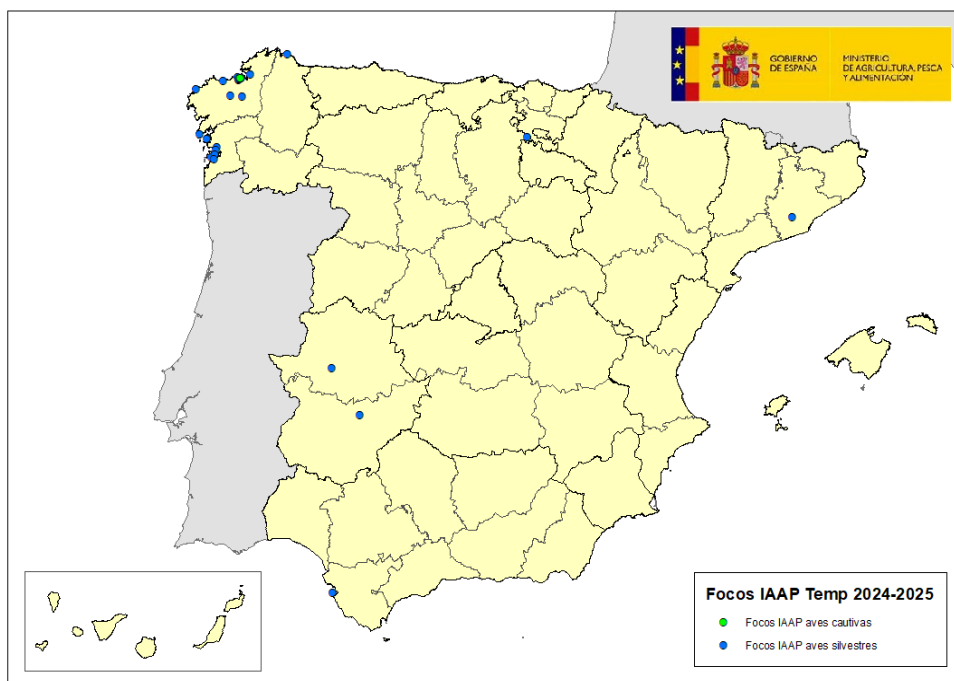 GOBIERNO
DE ESPAÑA
MINISTERIO
DE AGRICULTURA, PESCA
Y ALIMENTACIÓN
Focos IAAP Temp 2024-2025
Focos IAAP aves cautivas
Focos IAAP aves silvestres